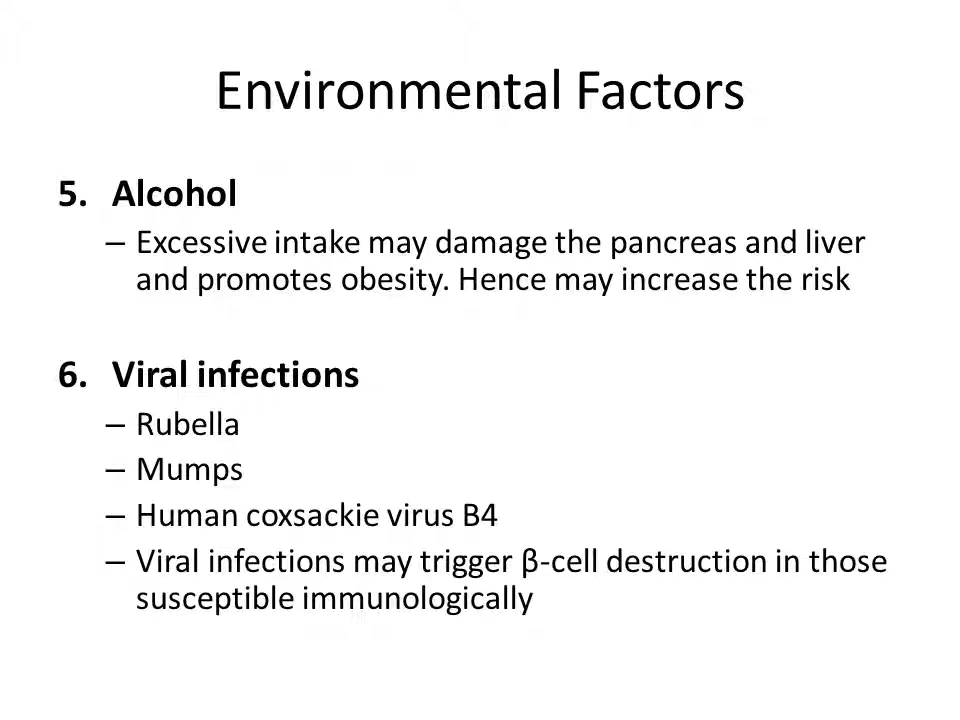 Environmental Factors
5. Alcohol
– Excessive intake may damage the pancreas and liver
and promotes obesity. Hence may increase the risk
6. Viral infections
– Rubella
– Mumps
– Human coxsackie virus B4
– Viral infections may trigger β-cell destruction in those
susceptible immunologically